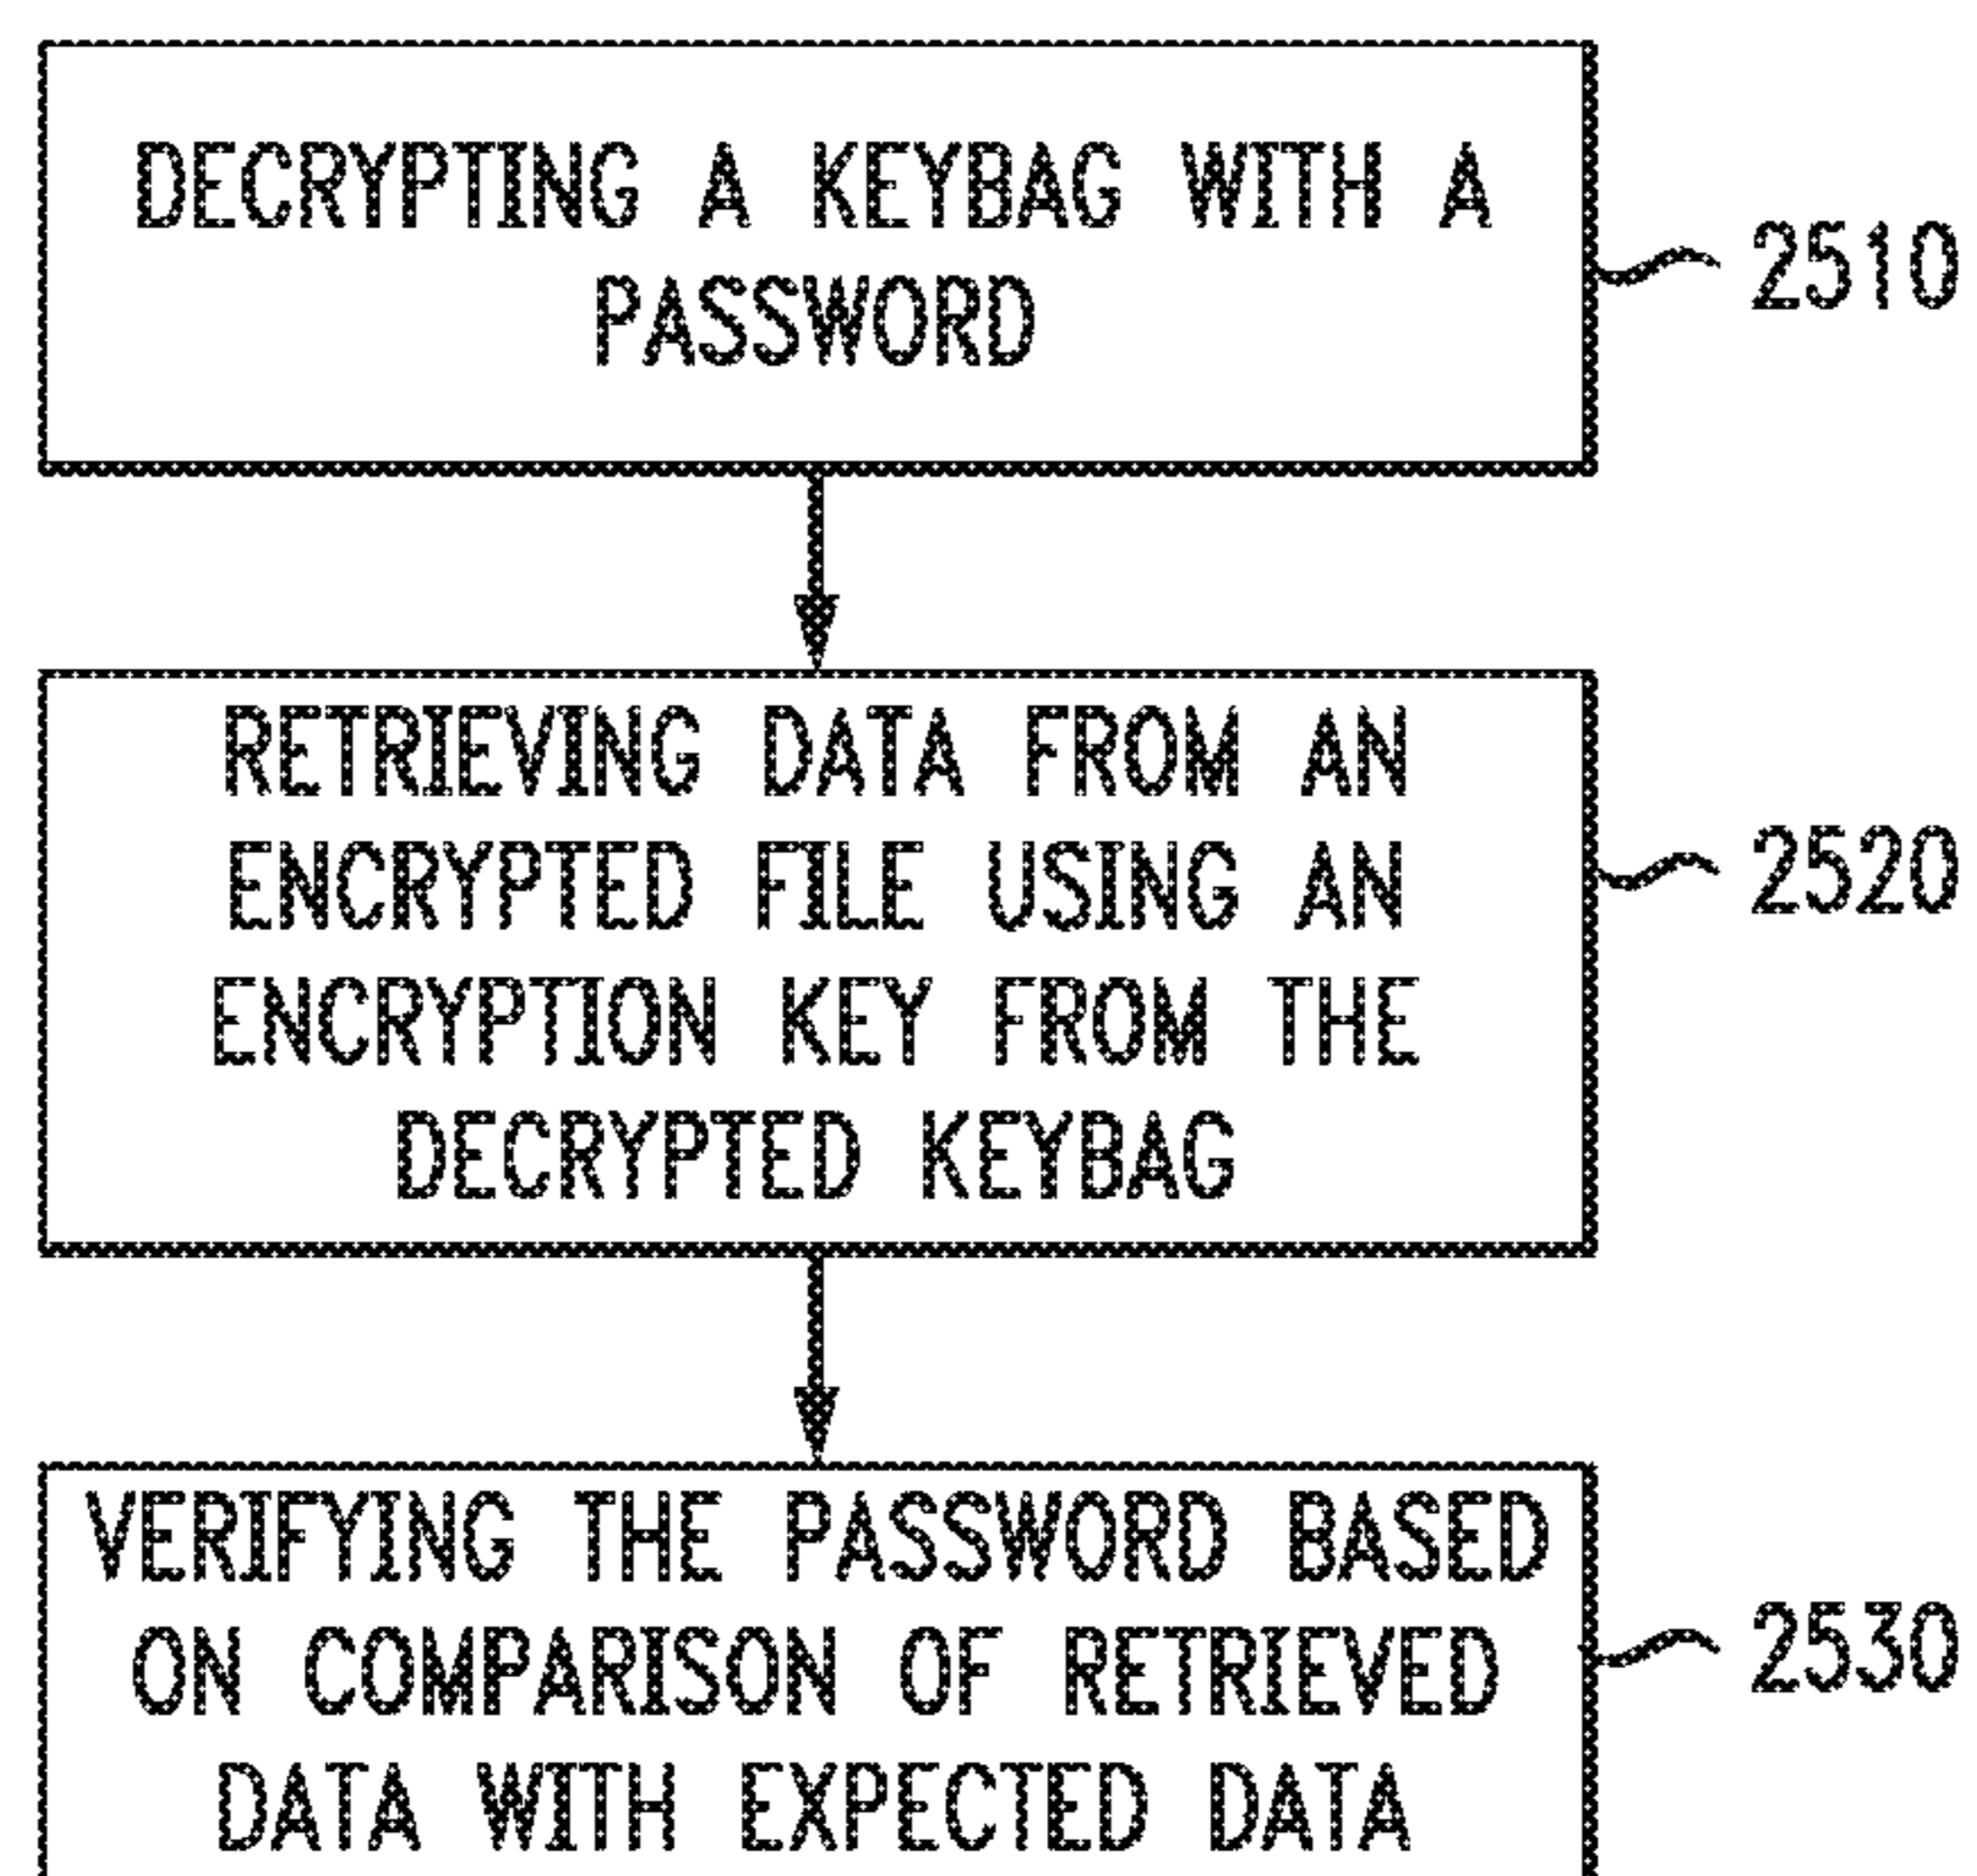 DECRYPTING A KEYBAG WITH A
PASSWORD
2510
RETRIEVING DATA FROM AN
ENCRYPTED FILE USING AN
ENCRYPTION KEY FROM THE
DECRYPTED KEYBAG
2520
VERIFYING THE PASSWORD BASED
ON COMPARISON OF RETRIEVED
DATA WITH EXPECTED DATA
2530